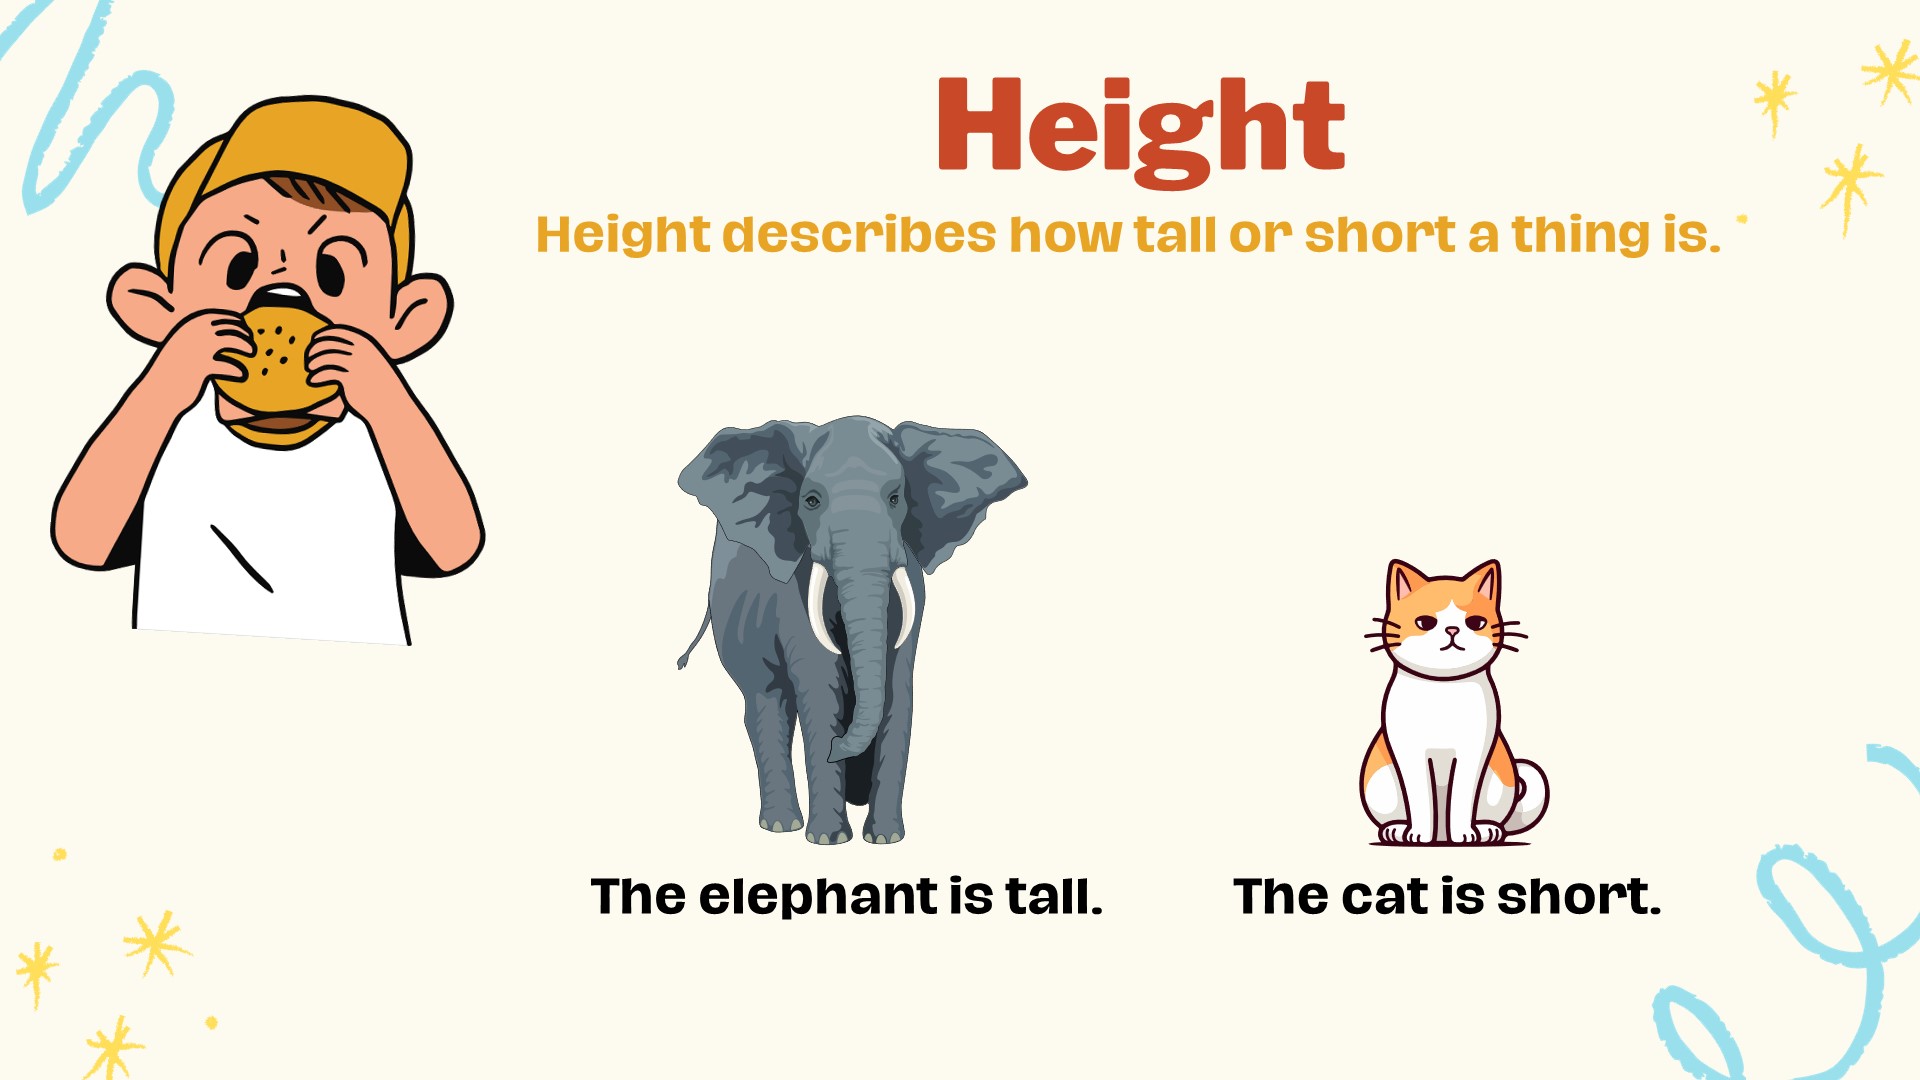 Height
Height describes how tall or short a thing is.
The elephant is tall.
The cat is short.